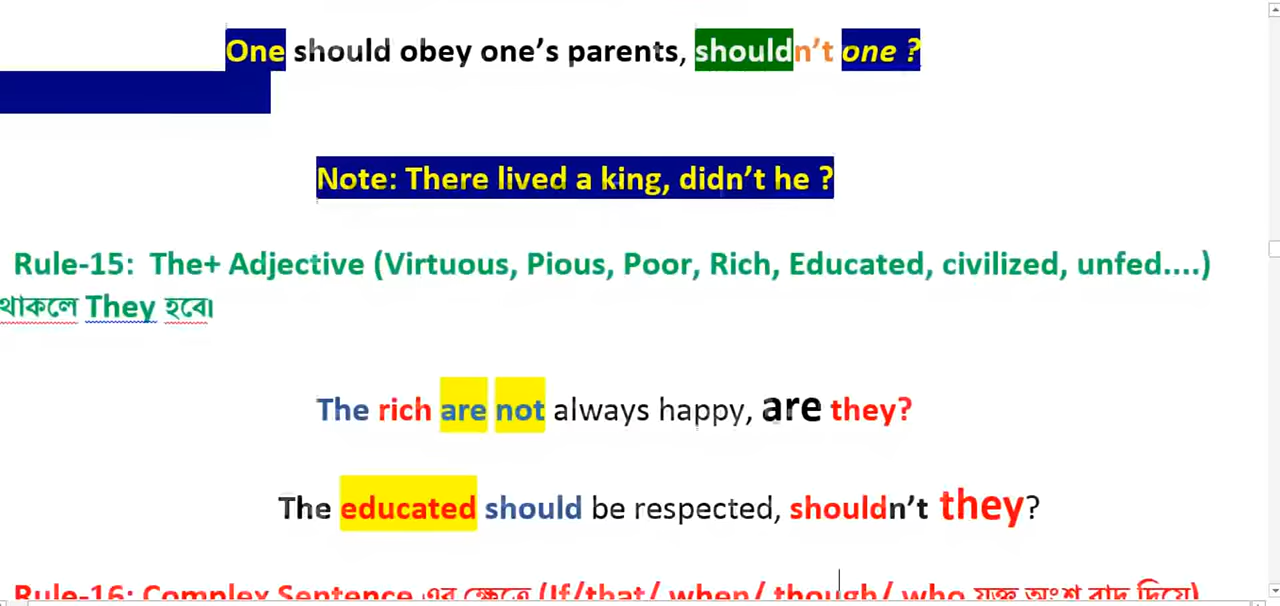 One should obey one’s parents, shouldn’t one ?
Note: There lived a king, didn’t he ?
Rule-15: The+ Adjective (Virtuous, Pious, Poor, Rich, Educated, civilized, unfed....)
থাকলে They হবে।
The rich are not always happy, are they?
The educated should be respected, shouldn’t they?
Rule-16: Complex Sentence এর ক্ষেত্রে (If/that/ when/ though/ who যুক্ত অংশ বাদ দিয়ে)